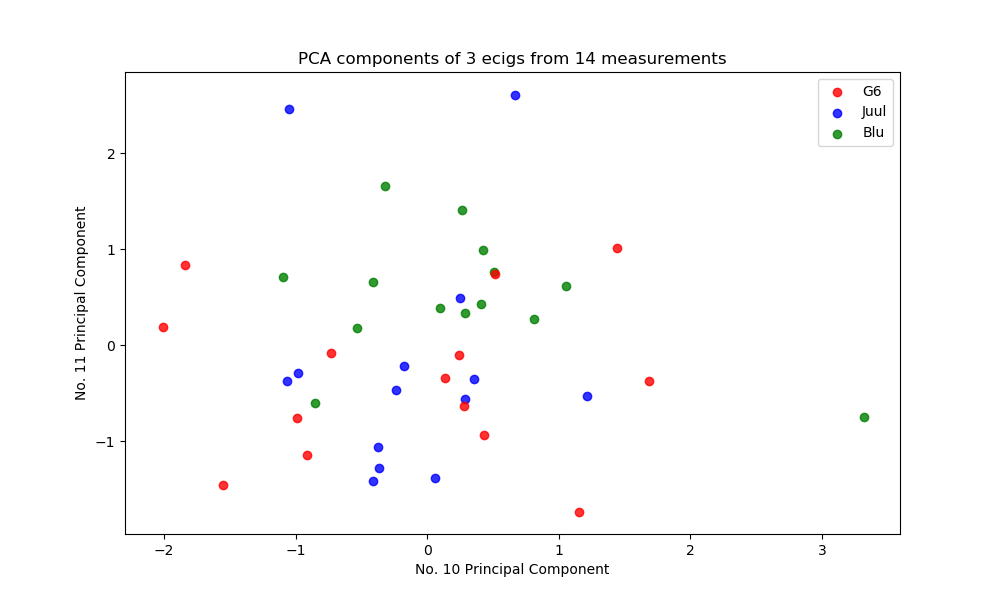 PCA components of 3 ecigs from 14 measurements
G6
Juul
Blu
2
1
0
−1
No. 11 Principal Component
−2
−1
0
1
2
3
No. 10 Principal Component